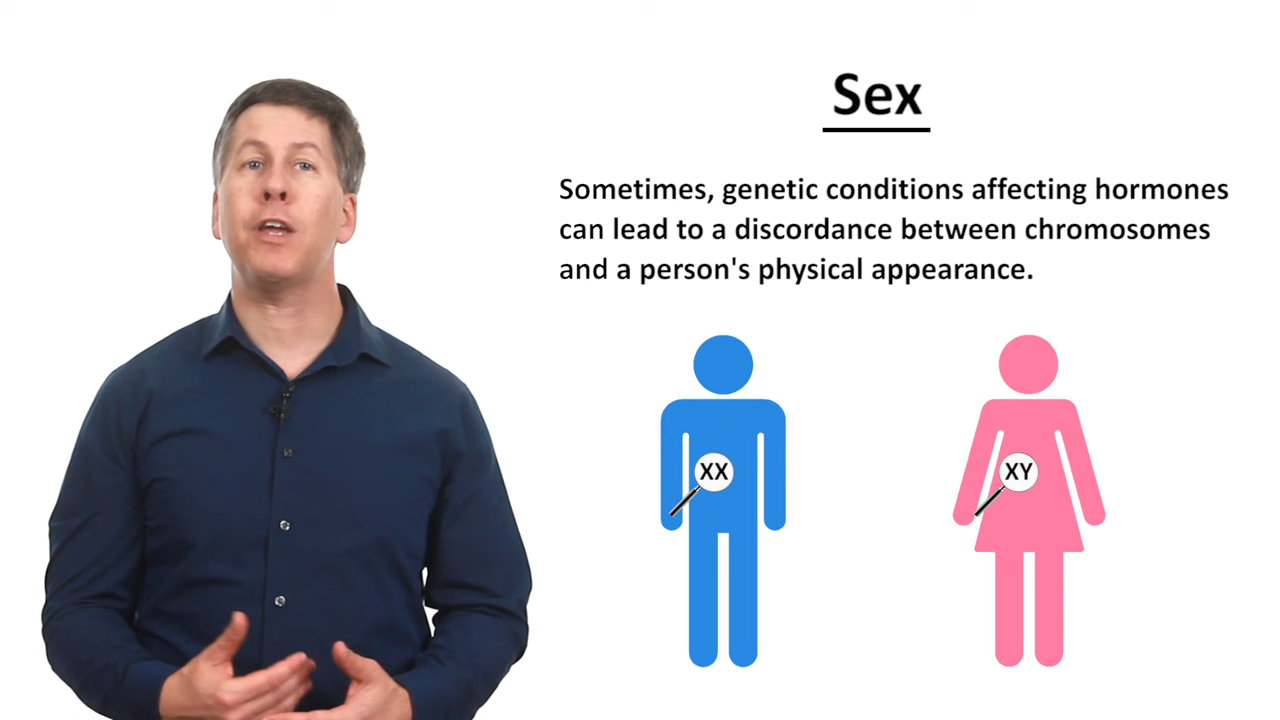 Sex
Sometimes, genetic conditions affecting hormones
can lead to a discordance between chromosomes
and a person's physical appearance.
XX
XY